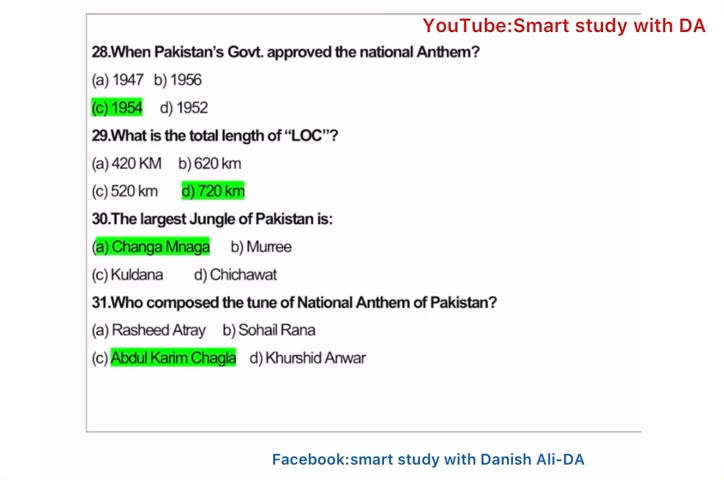 YouTube:Smart study with DA
28.When Pakistan's Govt. approved the national Anthem?
(a) 1947 b) 1956
(c) 1954 d) 1952
29.What is the total length of “LOC”?
(a) 420 KM b) 620 km
(c) 520 km d) 720 km
30.The largest Jungle of Pakistan is:
(a) Changa Mnaga b) Murree
(c) Kuldana d) Chichawat
31.Who composed the tune of National Anthem of Pakistan?
(a) Rasheed Atray b) Sohail Rana
(c) Abdul Karim Chagla d) Khurshid Anwar
Facebook:smart study with Danish Ali-DA